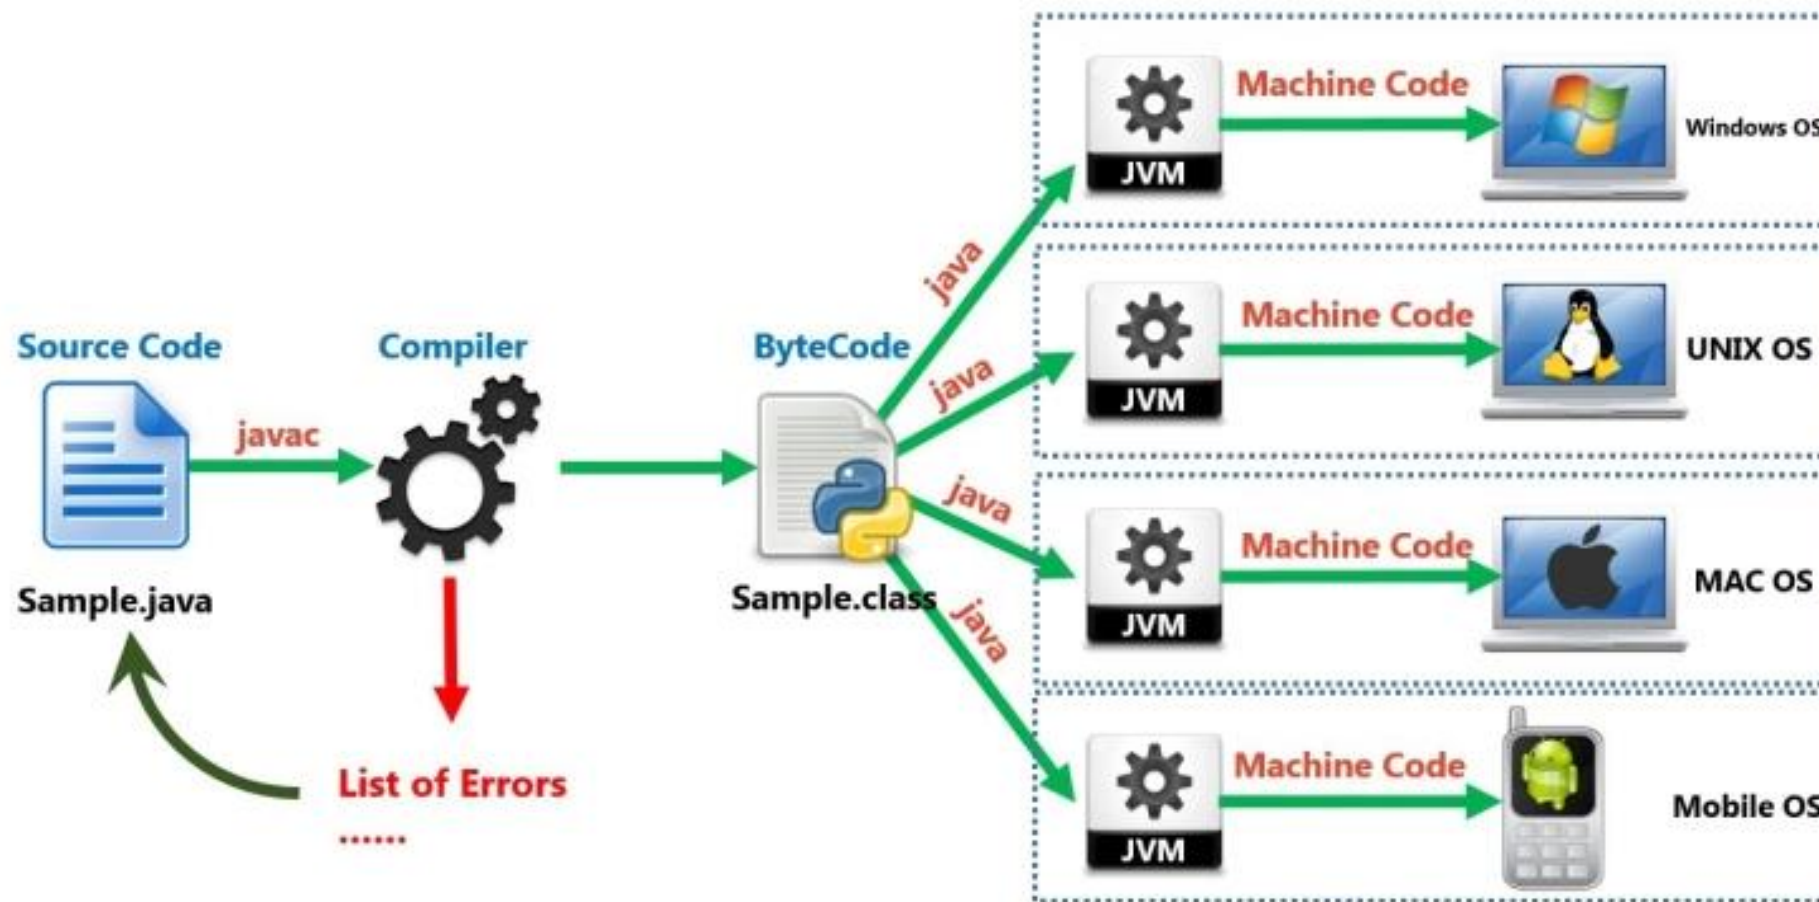 Source Code
javac
Sample.java
Compiler
List of Errors
......
ByteCode
Sample.class
java
java
java
java
JVM
Machine Code
Windows OS
JVM
Machine Code
UNIX OS
JVM
Machine Code
MAC OS
JVM
Machine Code
Mobile OS